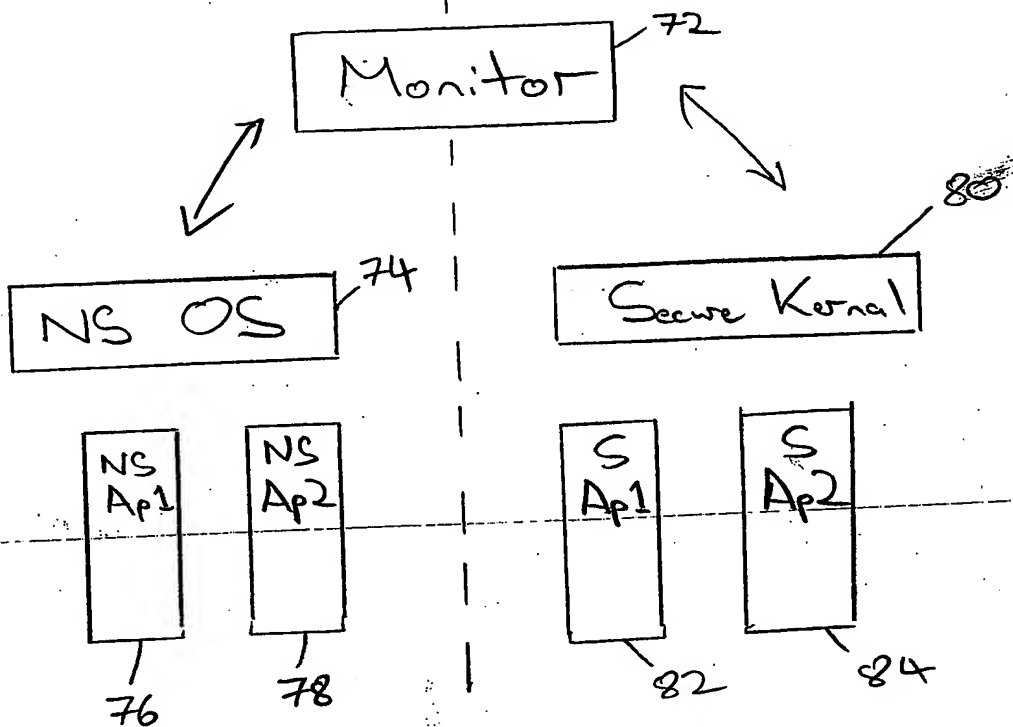 72
Monitor
80
74
NS OS
Secure Kernal
NS
Ap1
NS
Ap2
S
Ap1
S
Ap2
76
78
82
84